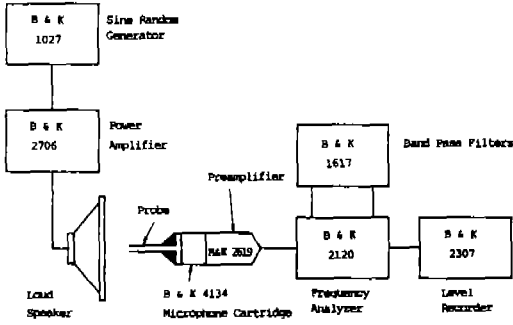 B & K
1027
Sine Random
Generator
B & K
2706
Power
Amplifier
B & K
1617
Band Pass Filters
Preamplifier
Probe
B&K 2619
B & K
2120
B & K
2307
B & K 4134
Microphone Cartridge
Loud
Speaker
Frequency
Analyzer
Level
Recorder